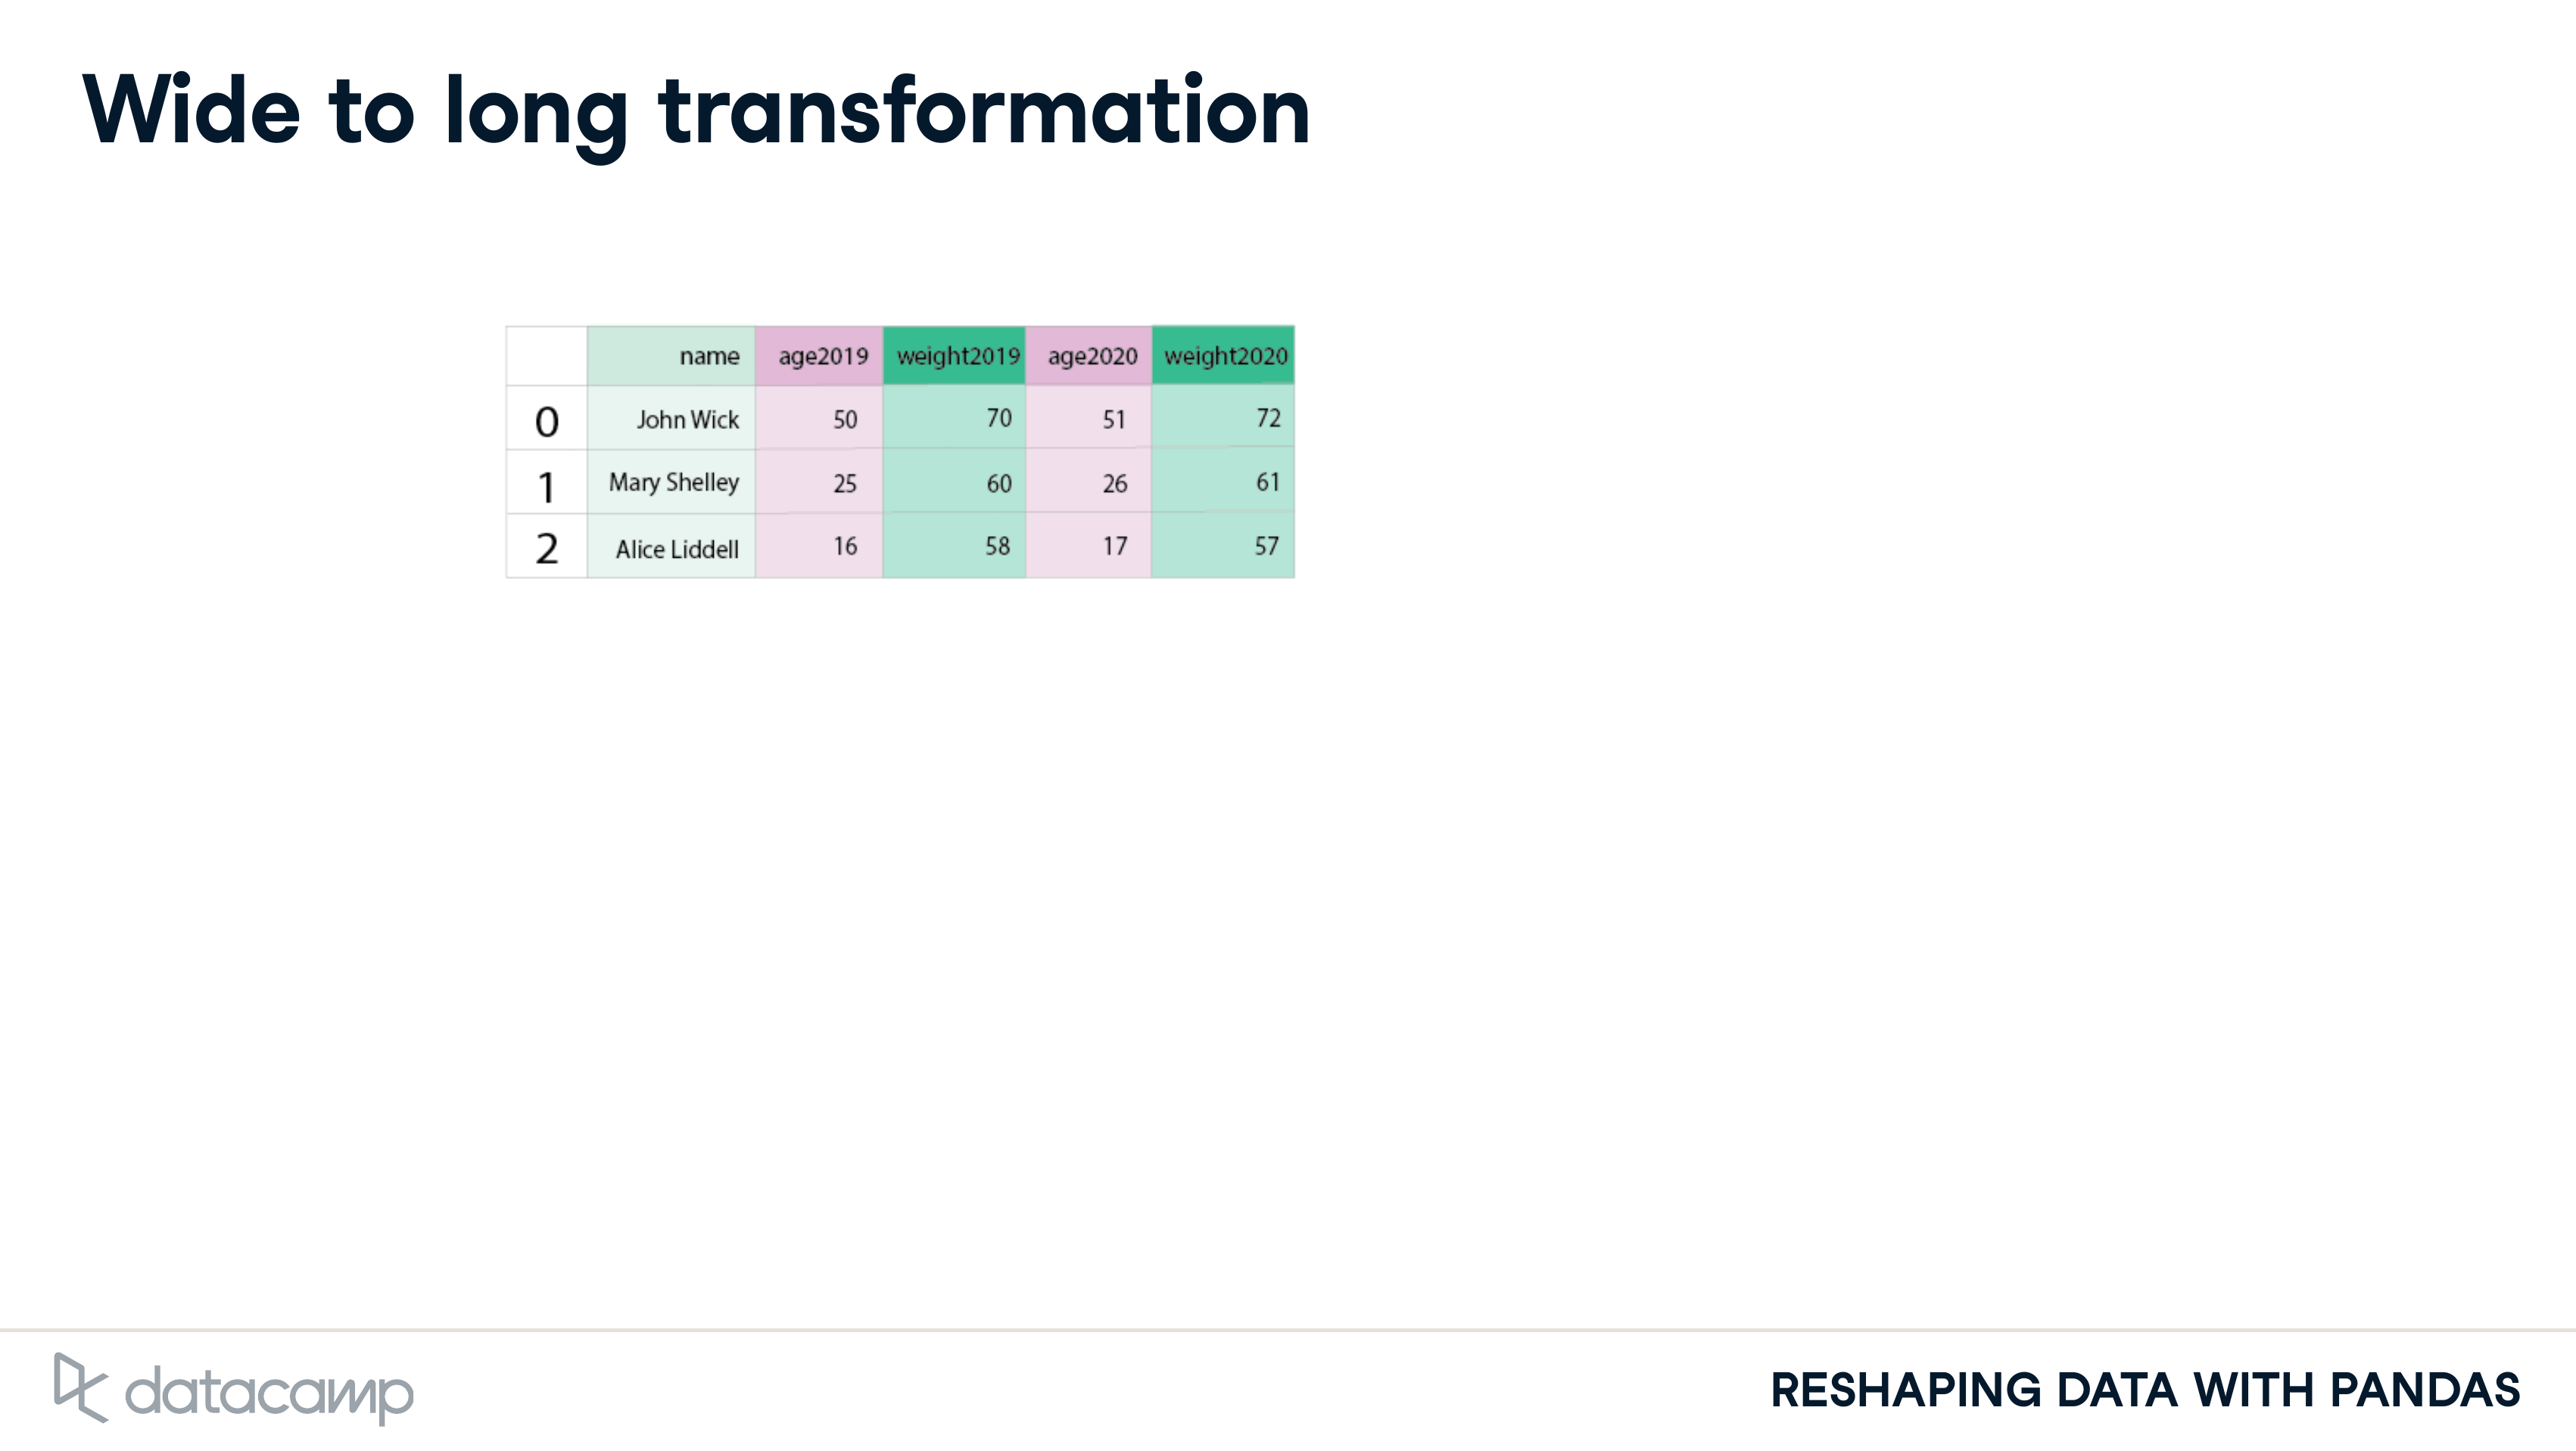 Wide to long transformation
name age2019 weight2019 age2020 weight2020
0 John Wick 50 70 51 72
1 Mary Shelley 25 60 26 61
2 Alice Liddell 16 58 17 57
datacamp
RESHAPING DATA WITH PANDAS